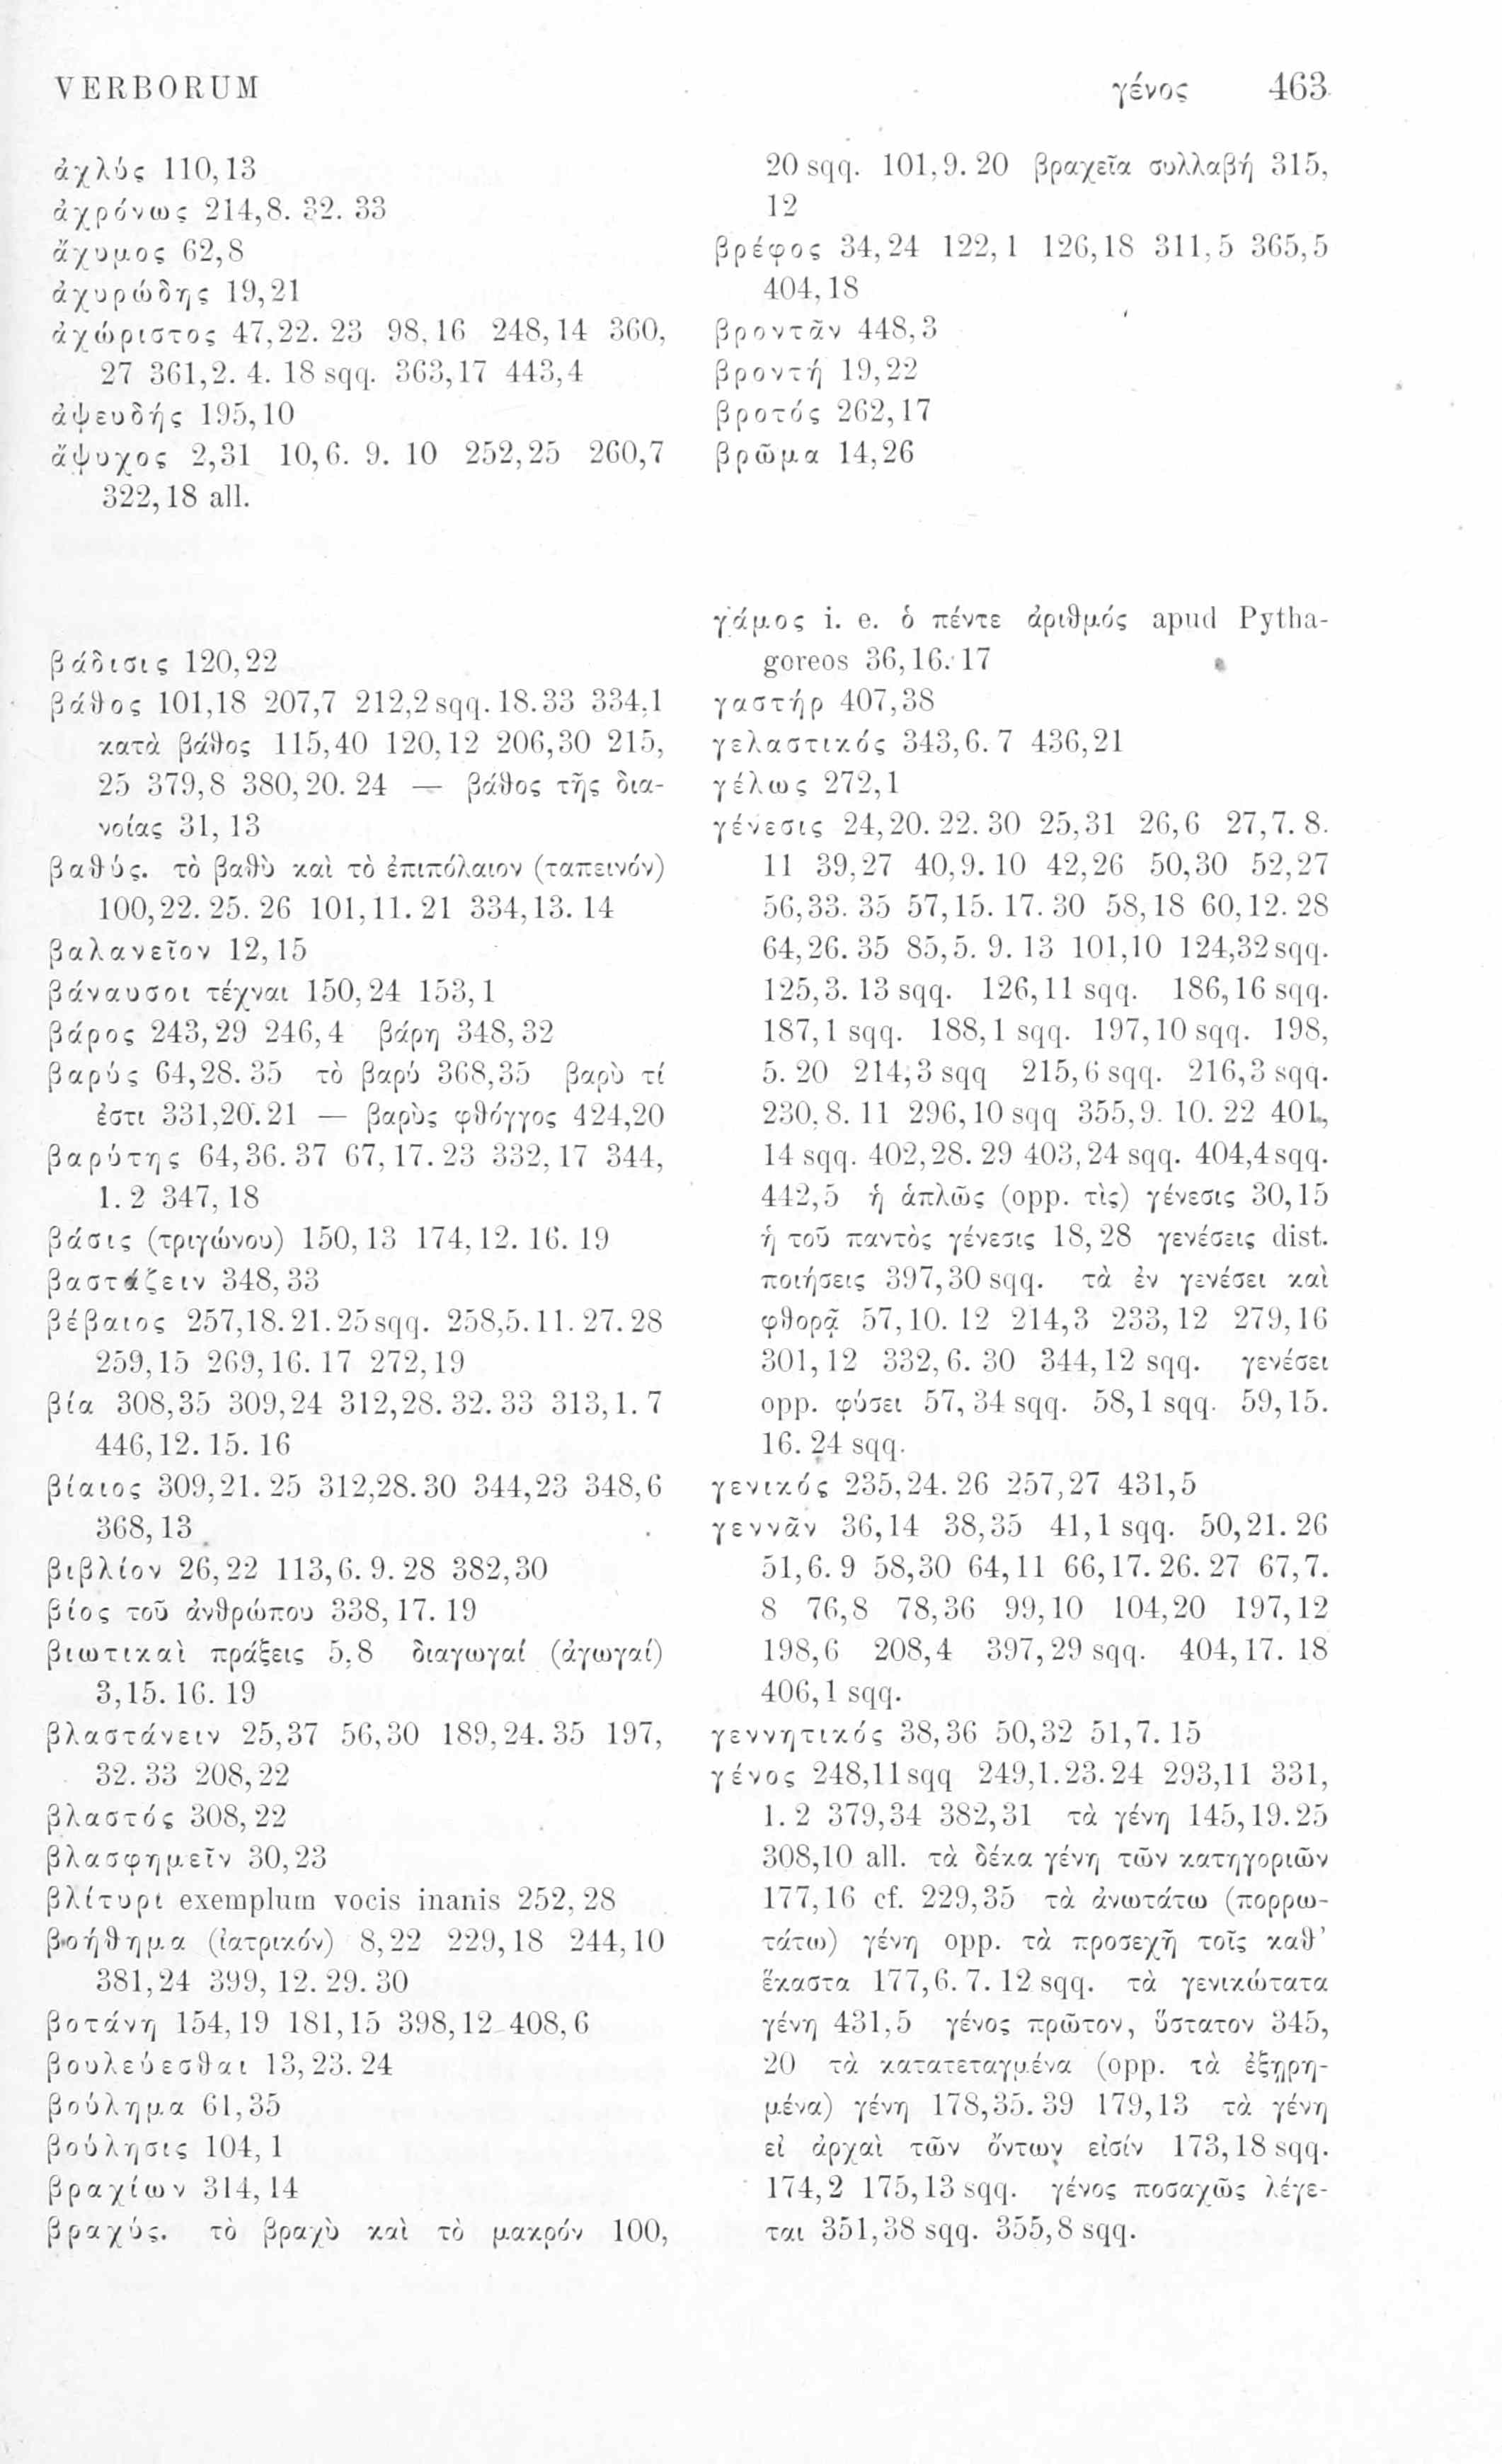 VERBORUM γένος 463
ἀχλύς 110,13
ἀχρόνως 214,8. 32. 33
ἄχυμος 62,8
ἀχυρώδης 19,21
ἀχώριστος 47,22. 23 98,16 248,14 360,
27 361,2. 4. 18 sqq. 363,17 443,4
ἀψευδής 195,10
ἄψυχος 2,31 10,6. 9. 10 252,25 260,7
322,18 all.
βάδισις 120,22
βάθος 101,18 207,7 212,2 sqq. 18. 33 334,1
κατὰ βάθος 115,40 120,12 206,30 215,
25 379,8 380,20. 24 — βάθος τῆς δια-
νοίας 31,13
βαθύς. τὸ βαθὺ καὶ τὸ ἐπιπόλαιον (ταπεινόν)
100,22. 25. 26 101,11. 21 334,13. 14
βαλανεῖον 12,15
βάναυσοι τέχναι 150,24 153,1
βάρος 243,29 246,4 βάρη 348,32
βαρύς 64,28. 35 τὸ βαρύ 368,35 βαρὺ τί
ἐστι 331,20. 21 — βαρὺς φθόγγος 424,20
βαρύτης 64,36. 37 67,17. 23 332,17 344,
1. 2 347,18
βάσις (τριγώνου) 150,13 174,12. 16. 19
βαστάζειν 348,33
βέβαιος 257,18. 21. 25 sqq. 258,5. 11. 27. 28
259,15 269,16. 17 272,19
βία 308,35 309,24 312,28. 32. 33 313,1. 7
446,12. 15. 16
βίαιος 309,21. 25 312,28. 30 344,23 348,6
368,13
βιβλίον 26,22 113,6. 9. 28 382,30
βίος τοῦ ἀνθρώπου 338,17. 19
βιωτικαὶ πράξεις 5,8 διαγωγαί (ἀγωγαί)
3,15. 16. 19
βλαστάνειν 25,37 56,30 189,24. 35 197,
32. 33 208,22
βλαστός 308,22
βλασφημεῖν 30,23
βλίτυρι exemplum vocis inanis 252,28
βοήθημα (ἰατρικόν) 8,22 229,18 244,10
381,24 399,12. 29. 30
βοτάνη 154,19 181,15 398,12 408,6
βουλεύεσθαι 13,23. 24
βούλημα 61,35
βούλησις 104,1
βραχίων 314,14
βραχύς. τὸ βραχὺ καὶ τὸ μακρόν 100,
20 sqq. 101,9. 20 βραχεῖα συλλαβή 315,
12
βρέφος 34,24 122,1 126,18 311,5 365,5
404,18
βροντᾶν 448,3
βροντή 19,22
βροτός 262,17
βρῶμα 14,26
γάμος i. e. ὁ πέντε ἀριθμός apud Pytha-
goreos 36,16. 17
γαστήρ 407,38
γελαστικός 343,6. 7 436,21
γέλως 272,1
γένεσις 24,20. 22. 30 25,31 26,6 27,7. 8.
11 39,27 40,9. 10 42,26 50,30 52,27
56,33. 35 57,15. 17. 30 58,18 60,12. 28
64,26. 35 85,5. 9. 13 101,10 124,32 sqq.
125,3. 13 sqq. 126,11 sqq. 186,16 sqq.
187,1 sqq. 188,1 sqq. 197,10 sqq. 198,
5. 20 214,3 sqq 215,6 sqq. 216,3 sqq.
230,8. 11 296,10 sqq 355,9. 10. 22 401,
14 sqq. 402,28. 29 403,24 sqq. 404,4 sqq.
442,5 ἡ ἁπλῶς (opp. τὶς) γένεσις 30,15
ἡ τοῦ παντὸς γένεσις 18,28 γενέσεις dist.
ποιήσεις 397,30 sqq. τὰ ἐν γενέσει καὶ
φθορᾷ 57,10. 12 214,3 233,12 279,16
301,12 332,6. 30 344,12 sqq. γενέσει
opp. φύσει 57,34 sqq. 58,1 sqq. 59,15.
16. 24 sqq.
γενικός 235,24. 26 257,27 431,5
γεννᾶν 36,14 38,35 41,1 sqq. 50,21. 26
51,6. 9 58,30 64,11 66,17. 26. 27 67,7.
8 76,8 78,36 99,10 104,20 197,12
198,6 208,4 397,29 sqq. 404,17. 18
406,1 sqq.
γεννητικός 38,36 50,32 51,7. 15
γένος 248,11 sqq 249,1. 23. 24 293,11 331,
1. 2 379,34 382,31 τὰ γένη 145,19. 25
308,10 all. τὰ δέκα γένη τῶν κατηγοριῶν
177,16 cf. 229,35 τὰ ἀνωτάτω (πορρω-
τάτω) γένη opp. τὰ προσεχῆ τοῖς καθ’
ἕκαστα 177,6. 7. 12 sqq. τὰ γενικώτατα
γένη 431,5 γένος πρῶτον, ὕστατον 345,
20 τὰ κατατεταγμένα (opp. τὰ ἐξῃρη-
μένα) γένη 178,35. 39 179,13 τὰ γένη
εἰ ἀρχαὶ τῶν ὄντων εἰσίν 173,18 sqq.
174,2 175,13 sqq. γένος ποσαχῶς λέγε-
ται 351,38 sqq. 355,8 sqq.